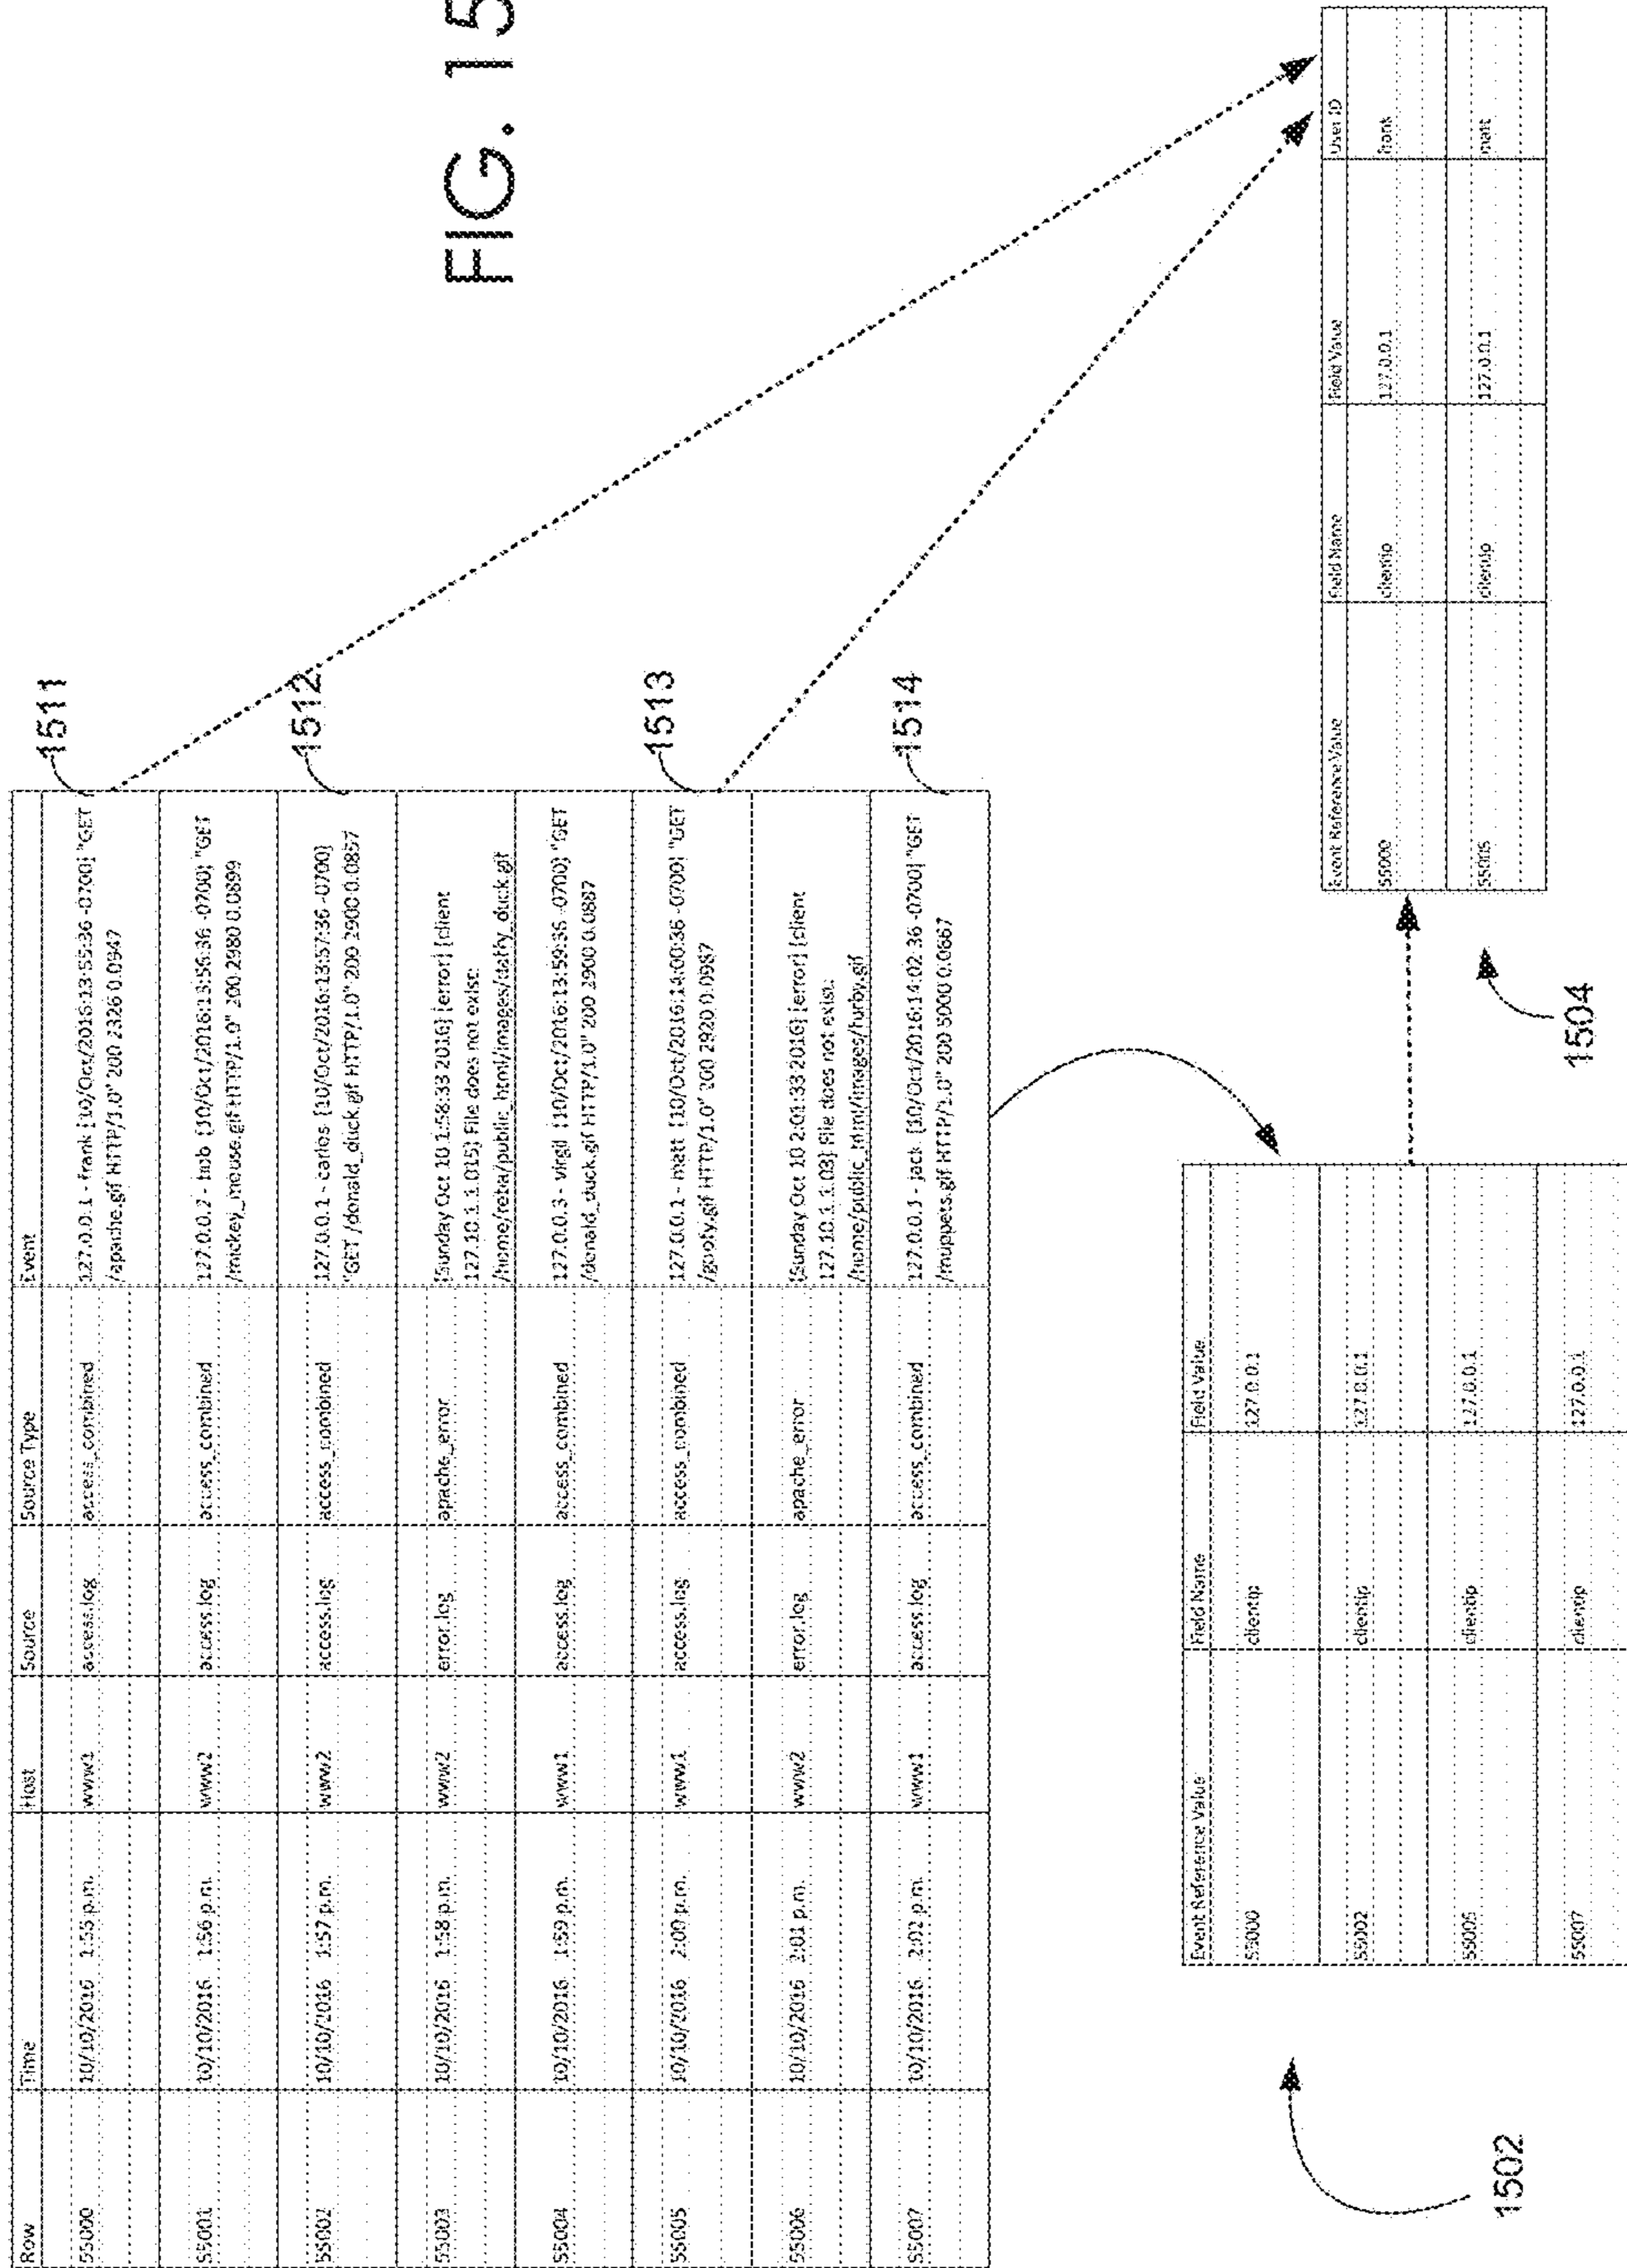 Row Time Host Source Source Type Event
55000 10/10/2016 1:55 p.m. www1 access.log access_combined 127.0.0.1 - frank [10/Oct/2016:13:55:36 -0700] "GET
/apache.gif HTTP/1.0" 200 2326 0.0947
1511
55001 10/10/2016 1:56 p.m. www2 access.log access_combined 127.0.0.2 - bob [10/Oct/2016:13:56:36 -0700] "GET
/mickey_mouse.gif HTTP/1.0" 200 2980 0.0899
55002 10/10/2016 1:57 p.m. www2 access.log access_combined 127.0.0.1 - carlos [10/Oct/2016:13:57:36 -0700]
"GET /donald_duck.gif HTTP/1.0" 200 2900 0.0857
1512
55003 10/10/2016 1:58 p.m. www2 error.log apache_error [Sunday Oct 10 1:58:33 2016] [error] [client
127.10.1.1.015] File does not exist:
/home/reba/public_html/images/daffy_duck.gif
55004 10/10/2016 1:59 p.m. www1 access.log access_combined 127.0.0.3 - virgil [10/Oct/2016:13:59:36 -0700] "GET
/donald_duck.gif HTTP/1.0" 200 2900 0.0887
55005 10/10/2016 2:00 p.m. www1 access.log access_combined 127.0.0.1 - matt [10/Oct/2016:14:00:36 -0700] "GET
/goofy.gif HTTP/1.0" 200 2920 0.0987
1513
55006 10/10/2016 2:01 p.m. www2 error.log apache_error [Sunday Oct 10 2:01:33 2016] [error] [client
127.10.1.1.03] File does not exist:
/home/public_html/images/furby.gif
55007 10/10/2016 2:02 p.m. www1 access.log access_combined - jack [10/Oct/2016:14:02:36 -0700] "GET
/muppets.gif HTTP/1.0" 200 5000 0.0667
1514
1502
Event Reference Value Field Name Field Value
55000 clientip 127.0.0.1
55002 clientip 127.0.0.1
55005 clientip 127.0.0.1
55007 clientip 127.0.0.1
1504
Event Reference Value Field Name Field Value User ID
55000 clientip 127.0.0.1 frank
55005 clientip 127.0.0.1 matt
FIG. 15